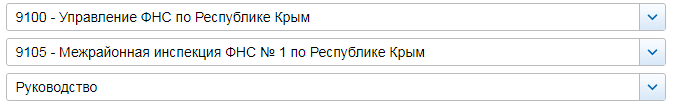 9100 - Управление ФНС по Республике Крым
9105 - Межрайонная инспекция ФНС № 1 по Республике Крым
Руководство